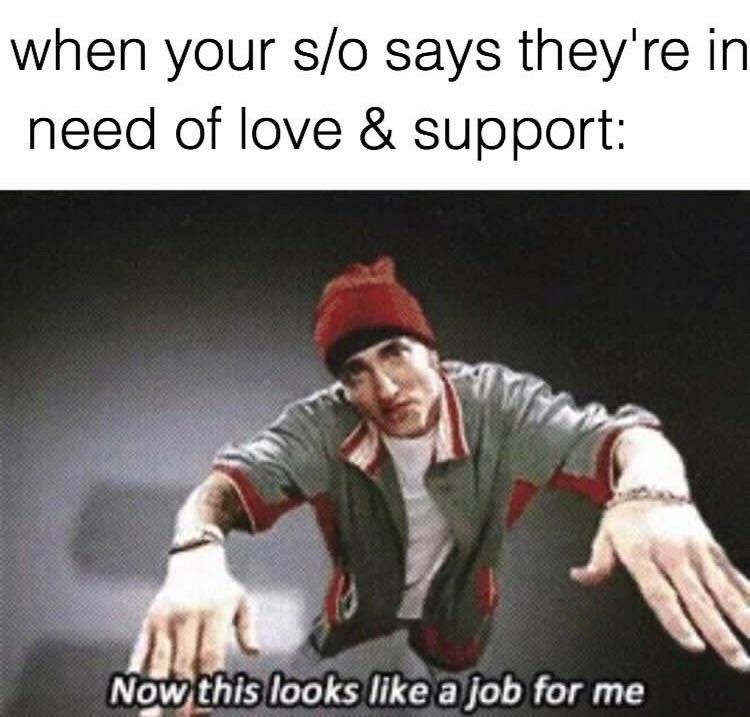 when your s/o says they're in
need of love & support:
Now this looks like a job for me